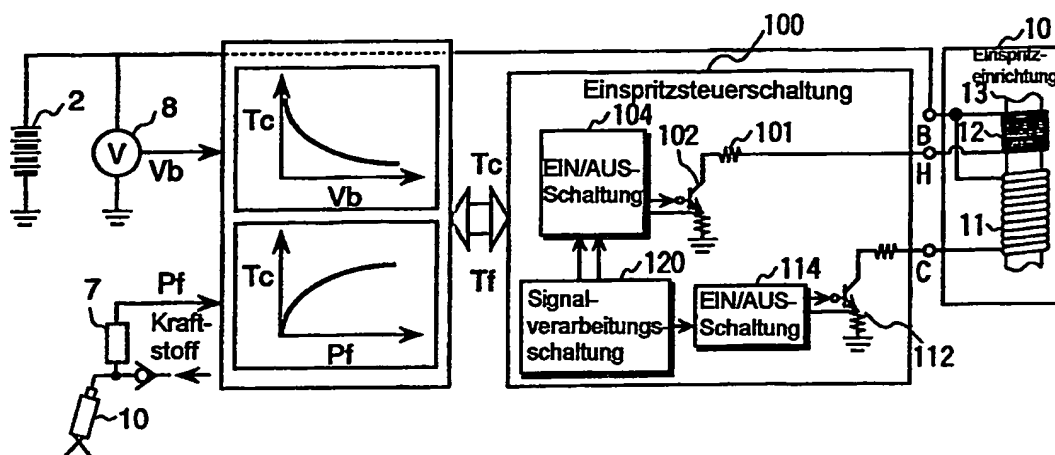 100
10
Einspritz-
einrichtung
2
8
V
Vb
Tc
Vb
Einspritzsteuerschaltung
104
102
101
EIN/AUS-
Schaltung
B
H
C
13
12
11
Tc
Tf
Tc
Pf
7
Pf
Kraft-
stoff
10
120
Signal-
verarbeitungs
schaltung
114
EIN/AUS-
Schaltung
112